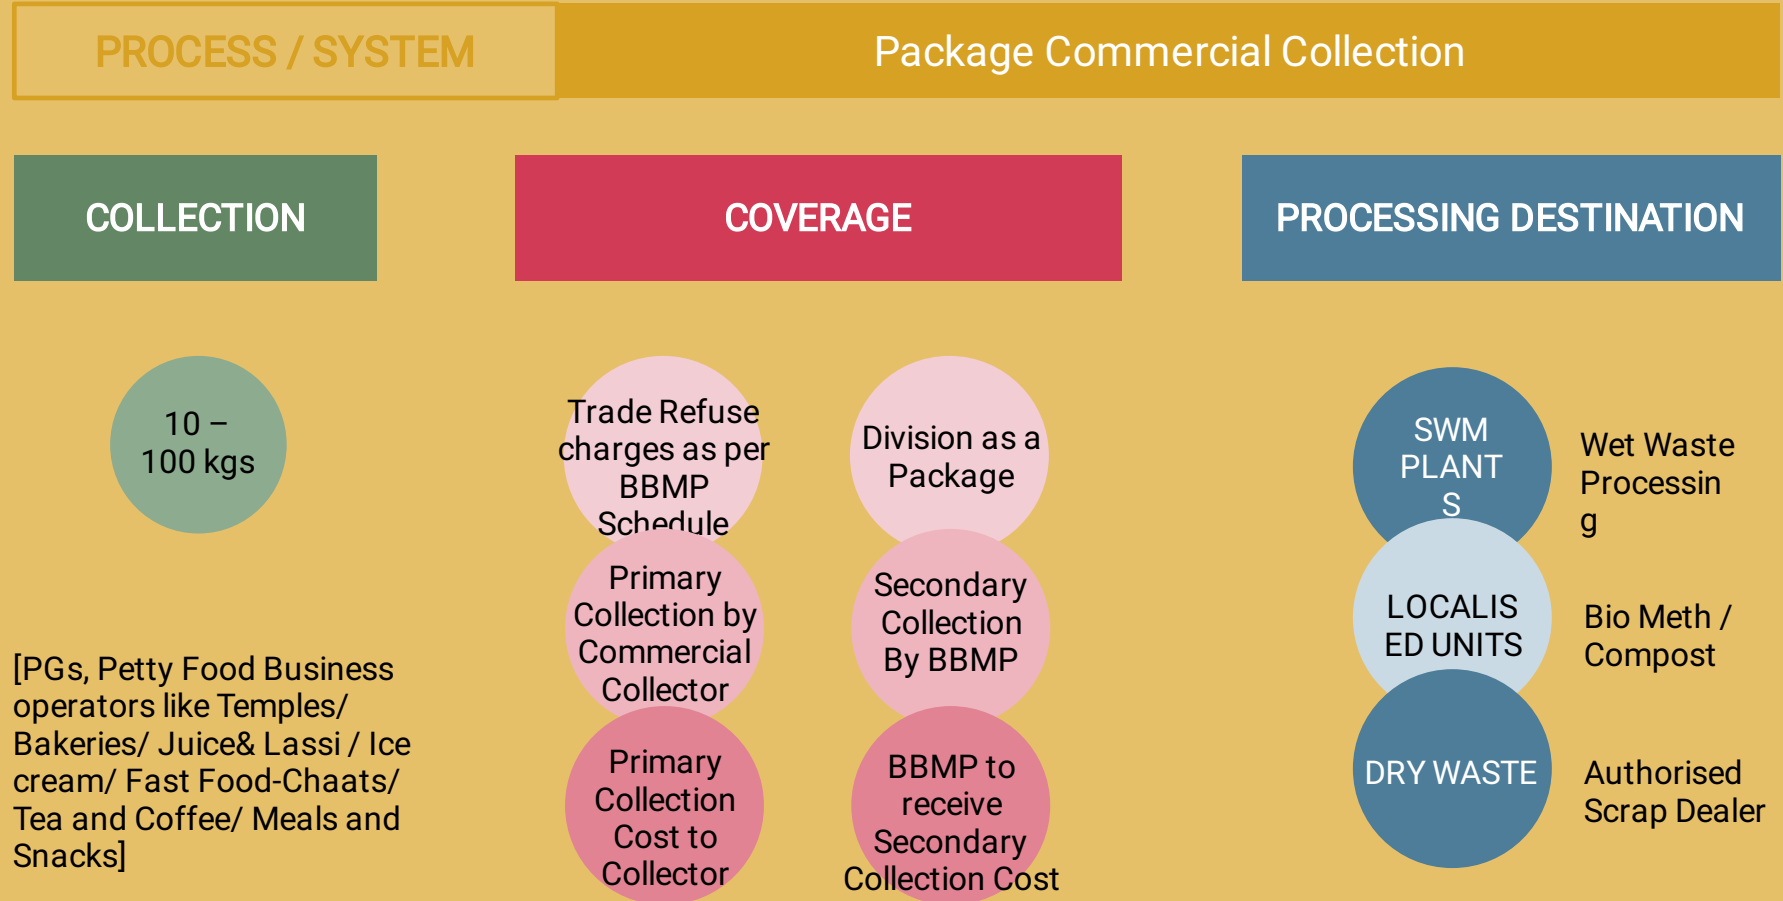 PROCESS / SYSTEM
Package Commercial Collection
COLLECTION
COVERAGE
PROCESSING DESTINATION
10 –
100 kgs
[PGs, Petty Food Business
operators like Temples/
Bakeries/ Juice& Lassi / Ice
cream/ Fast Food-Chaats/
Tea and Coffee/ Meals and
Snacks]
Trade Refuse
charges as per
BBMP
Schedule
Division as a
Package
Primary
Collection by
Commercial
Collector
Secondary
Collection
By BBMP
Primary
Collection
Cost to
Collector
BBMP to
receive
Secondary
Collection Cost
SWM
PLANT
S
Wet Waste
Processin
g
LOCALIS
ED UNITS
Bio Meth /
Compost
DRY WASTE
Authorised
Scrap Dealer